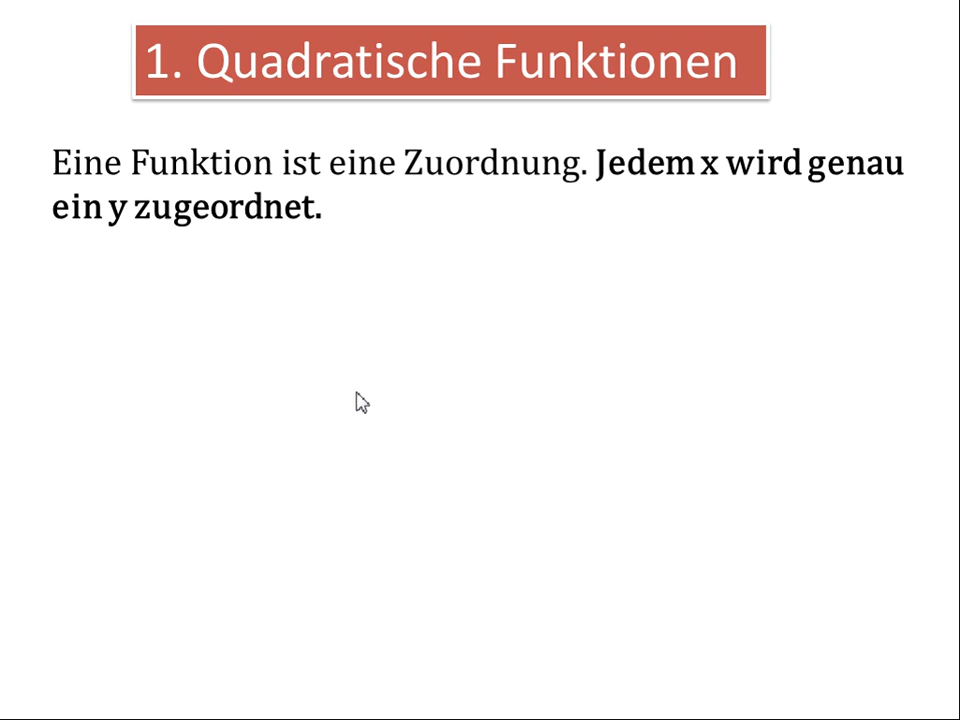 1. Quadratische Funktionen
Eine Funktion ist eine Zuordnung. Jedem x wird genau
ein y zugeordnet.